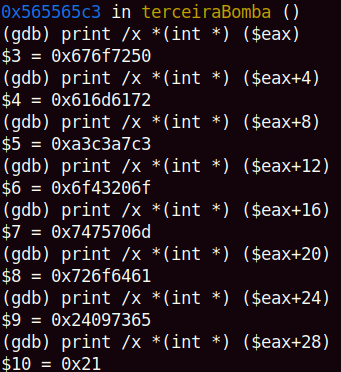 0x565565c3 in terceiraBomba ()
(gdb) print /x *(int *) ($eax)
$3 = 0x676f7250
(gdb) print /x *(int *) ($eax+4)
$4 = 0x616d6172
(gdb) print /x *(int *) ($eax+8)
$5 = 0xa3c3a7c3
(gdb) print /x *(int *) ($eax+12)
$6 = 0x6f43206f
(gdb) print /x *(int *) ($eax+16)
$7 = 0x7475706d
(gdb) print /x *(int *) ($eax+20)
$8 = 0x726f6461
(gdb) print /x *(int *) ($eax+24)
$9 = 0x24097365
(gdb) print /x *(int *) ($eax+28)
$10 = 0x21